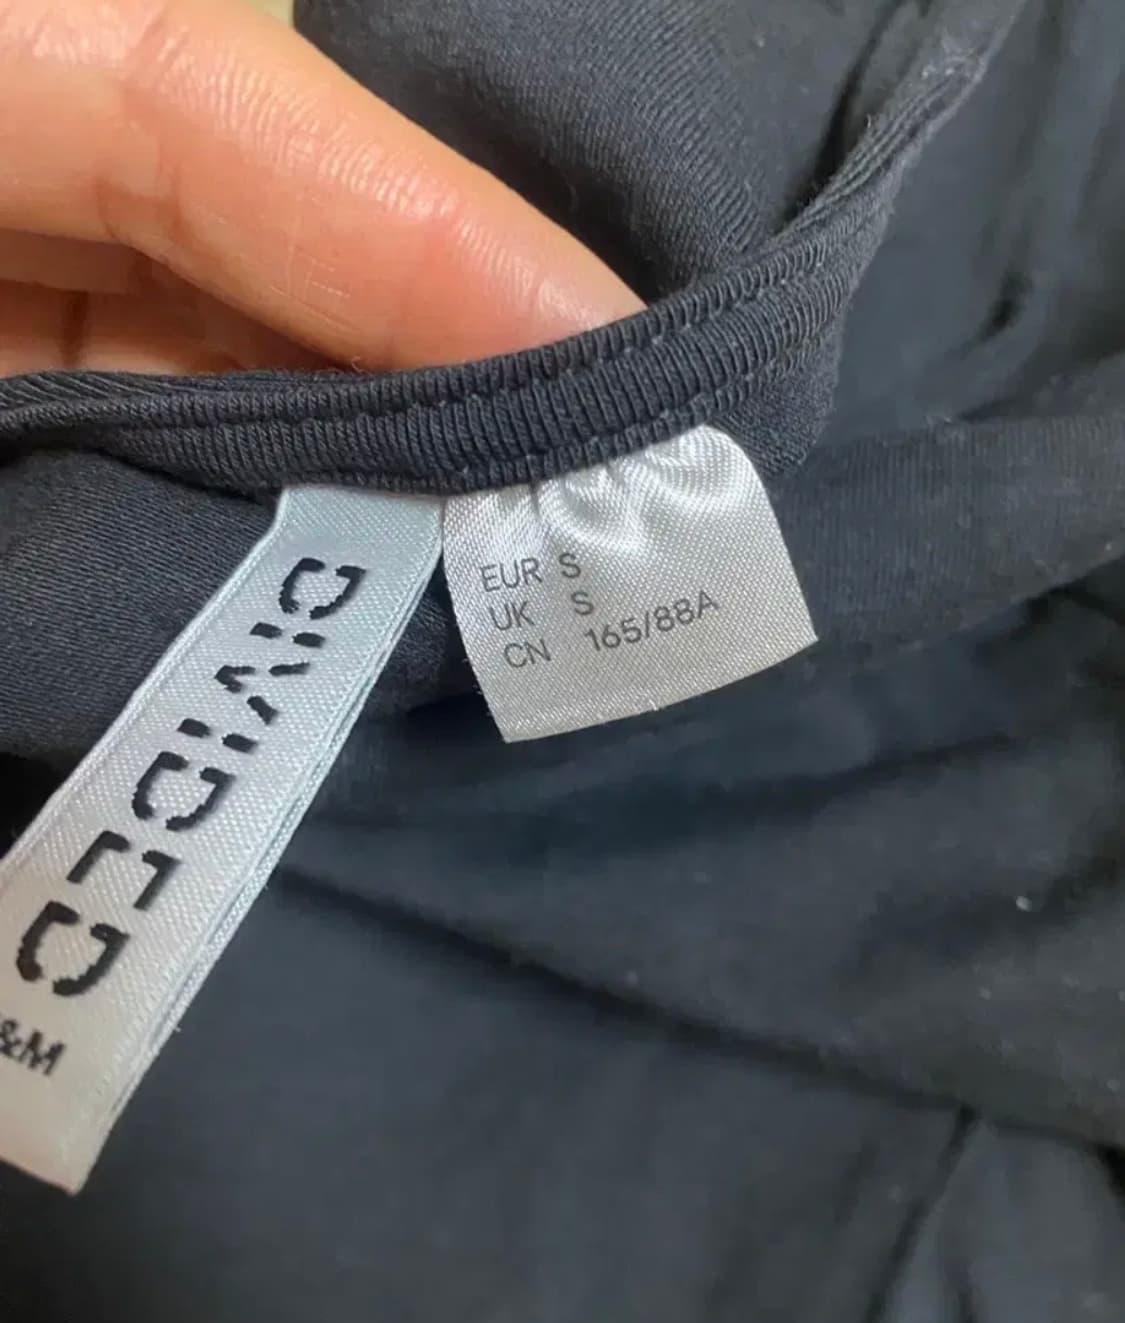 DIVIDED
&M
EUR S
UK S
CN 165/88A